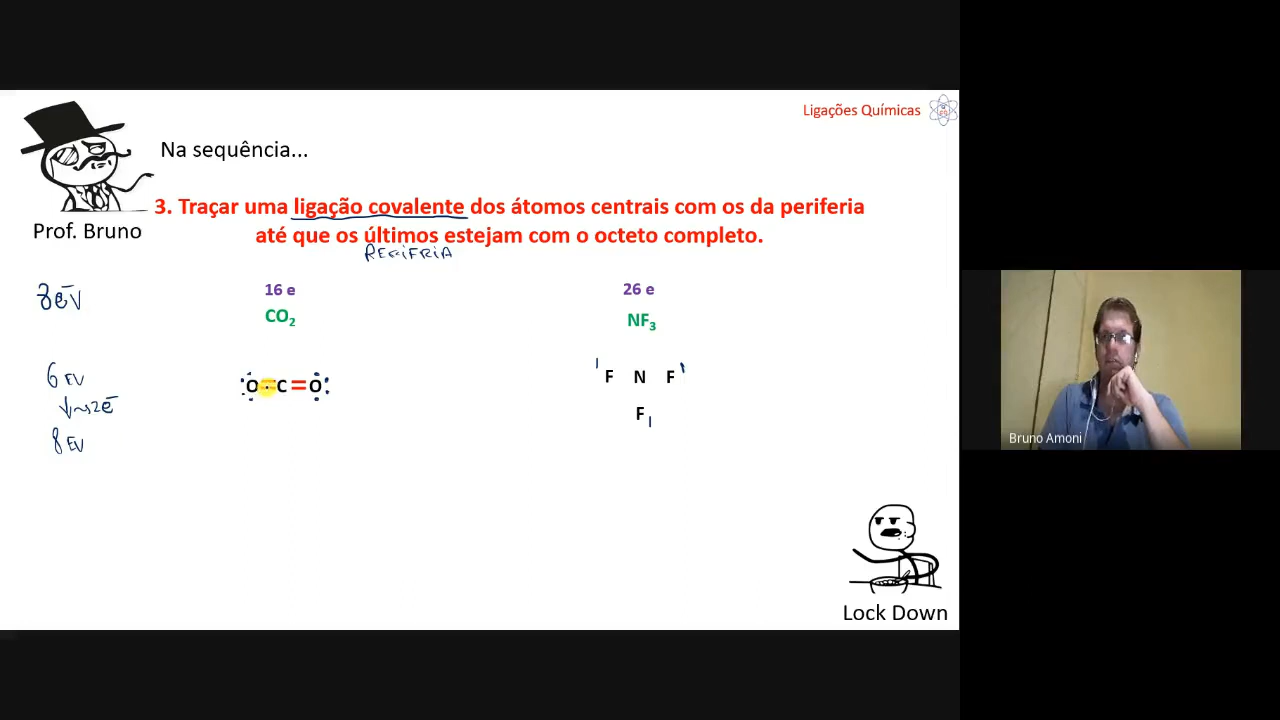 Ligações Químicas
Na sequência...
3. Traçar uma ligação covalente dos átomos centrais com os da periferia
até que os últimos estejam com o octeto completo.
Prof. Bruno
8eV
16 e
CO₂
26 e
NF₃
6 EV
2e
8 EV
O C = O
F N F
F
Bruno Amoni
Lock Down